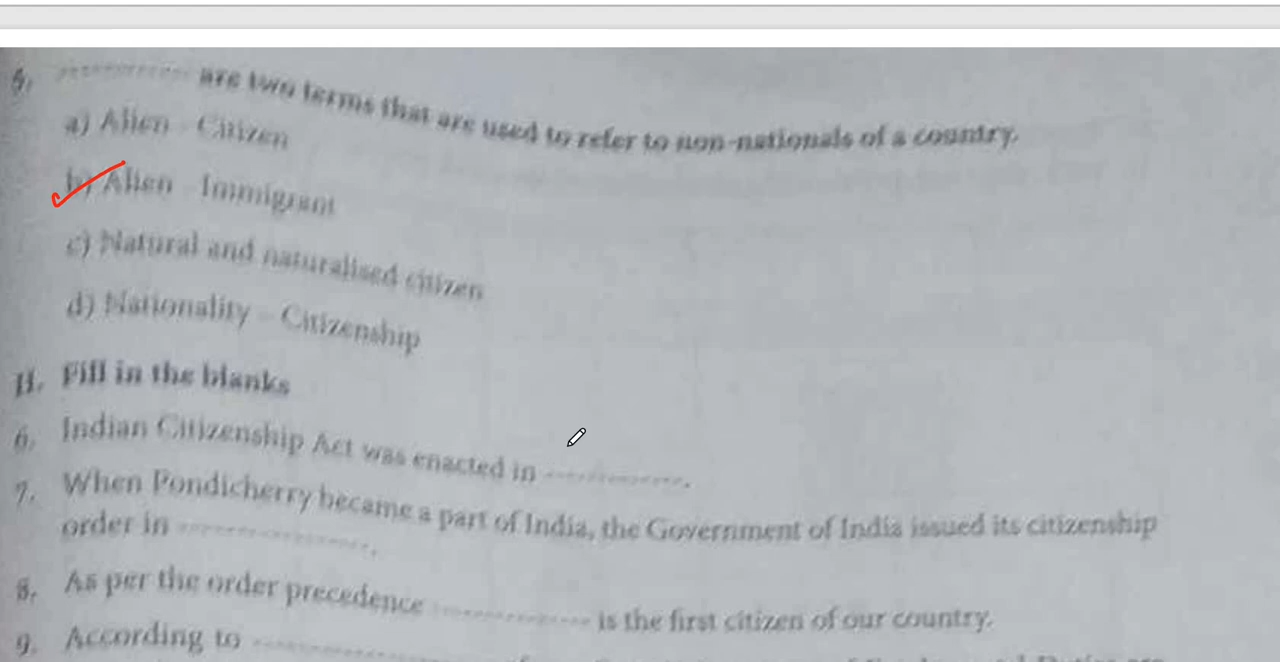 5. ............ are two terms that are used to refer to non-nationals of a country.
a) Alien - Citizen
b) Alien - Immigrant
c) Natural and naturalised citizen
d) Nationality - Citizenship
II. Fill in the blanks
6. Indian Citizenship Act was enacted in ............ .
7. When Pondicherry became a part of India, the Government of India issued its citizenship
order in ............ .
8. As per the order precedence ............ is the first citizen of our country.
9. According to ............